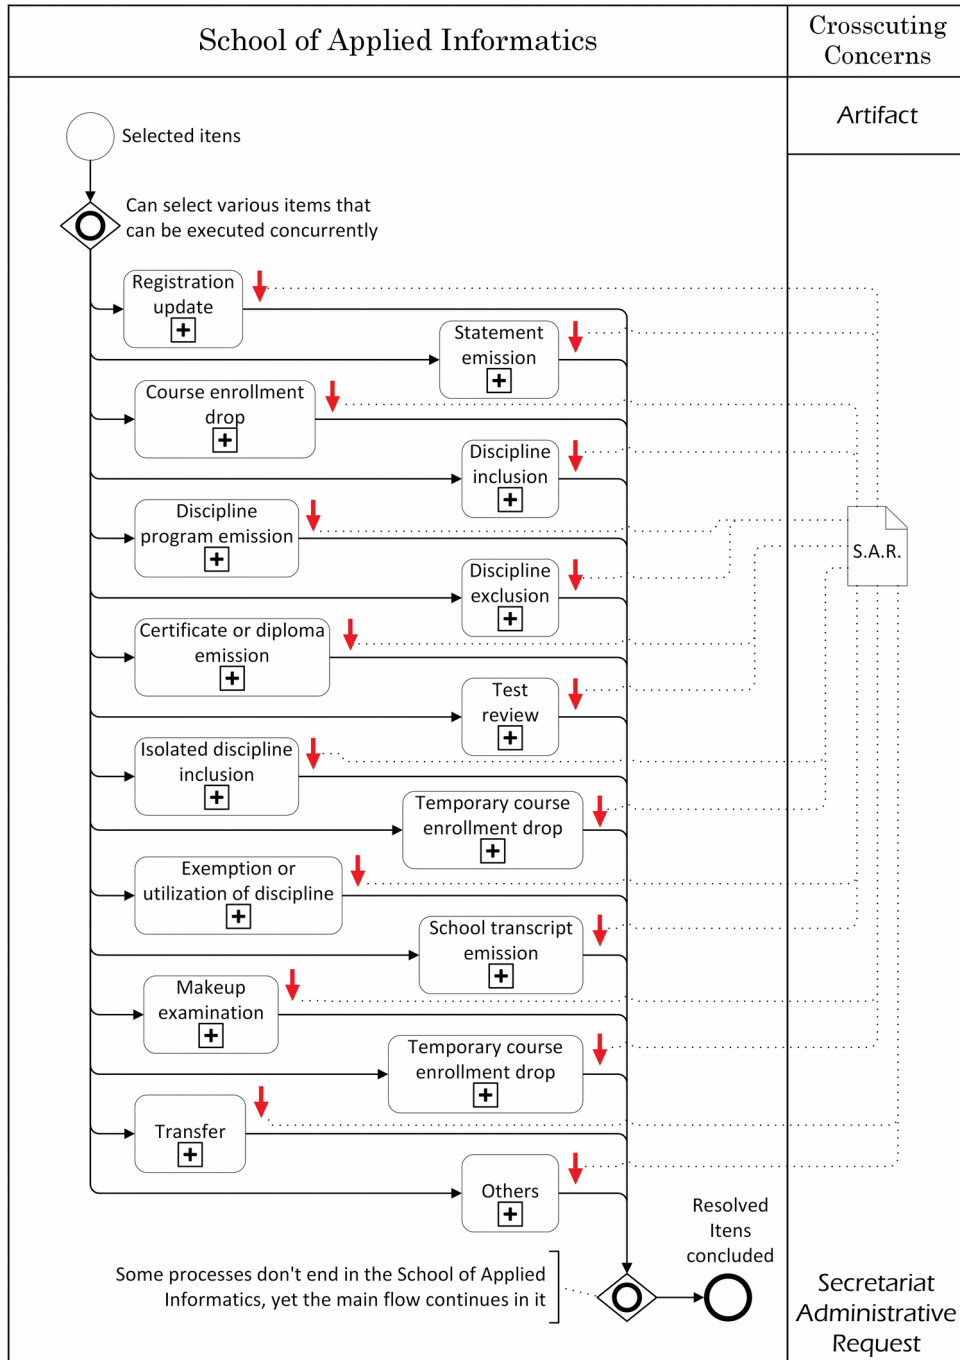 School of Applied Informatics
Crosscuting
Concerns
Artifact
Selected itens
Can select various items that
can be executed concurrently
Registration
update
Statement
emission
Course enrollment
drop
Discipline
inclusion
Discipline
program emission
S.A.R.
Discipline
exclusion
Certificate or diploma
emission
Test
review
Isolated discipline
inclusion
Temporary course
enrollment drop
Exemption or
utilization of discipline
School transcript
emission
Makeup
examination
Temporary course
enrollment drop
Transfer
Others
Resolved
Itens
concluded
Some processes don't end in the School of Applied
Informatics, yet the main flow continues in it
Secretariat
Administrative
Request